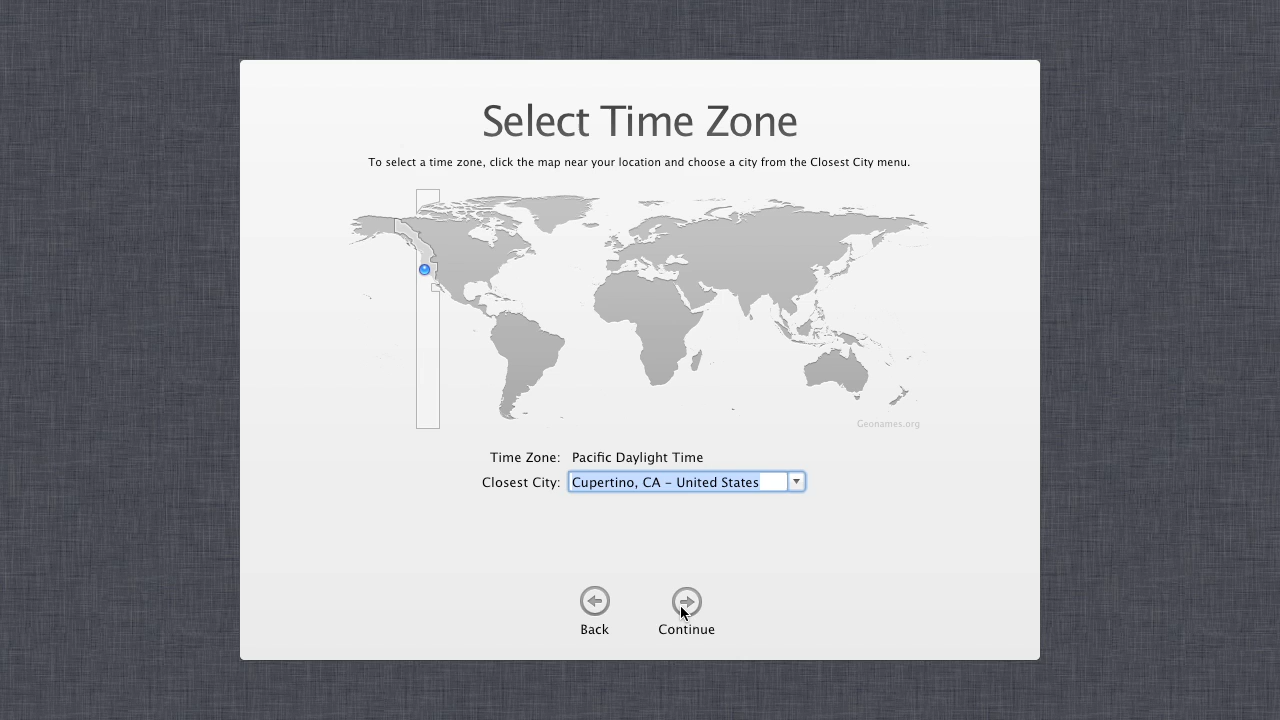 Select Time Zone
To select a time zone, click the map near your location and choose a city from the Closest City menu.
Geonames.org
Time Zone: Pacific Daylight Time
Closest City: Cupertino, CA – United States
Back Continue